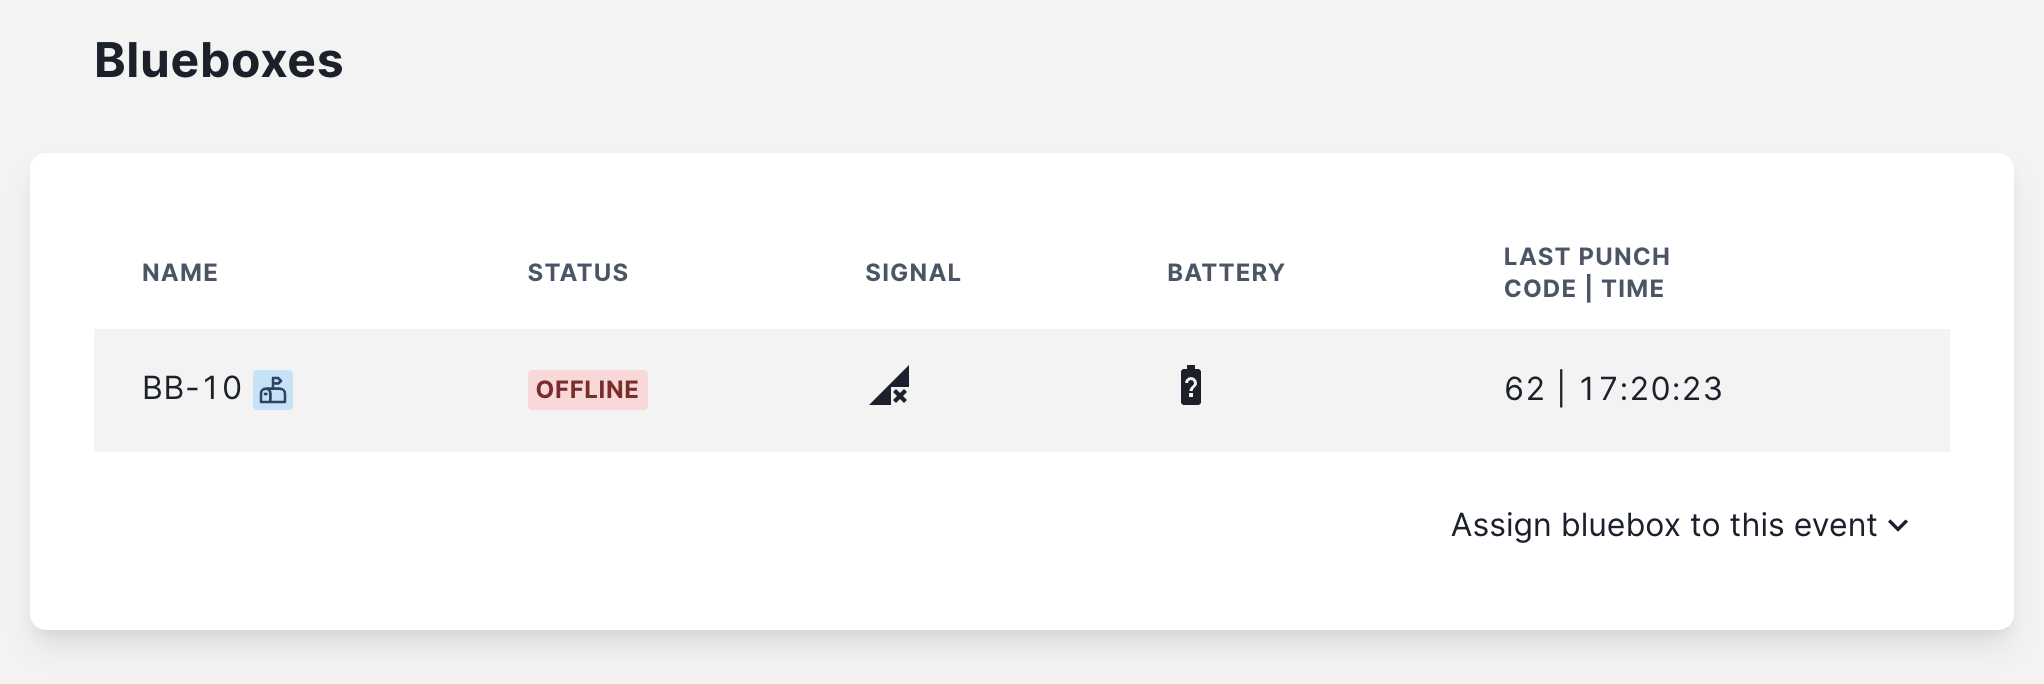 Blueboxes
NAME
STATUS
SIGNAL
BATTERY
LAST PUNCH
CODE | TIME
BB-10
OFFLINE
62 | 17:20:23
Assign bluebox to this event